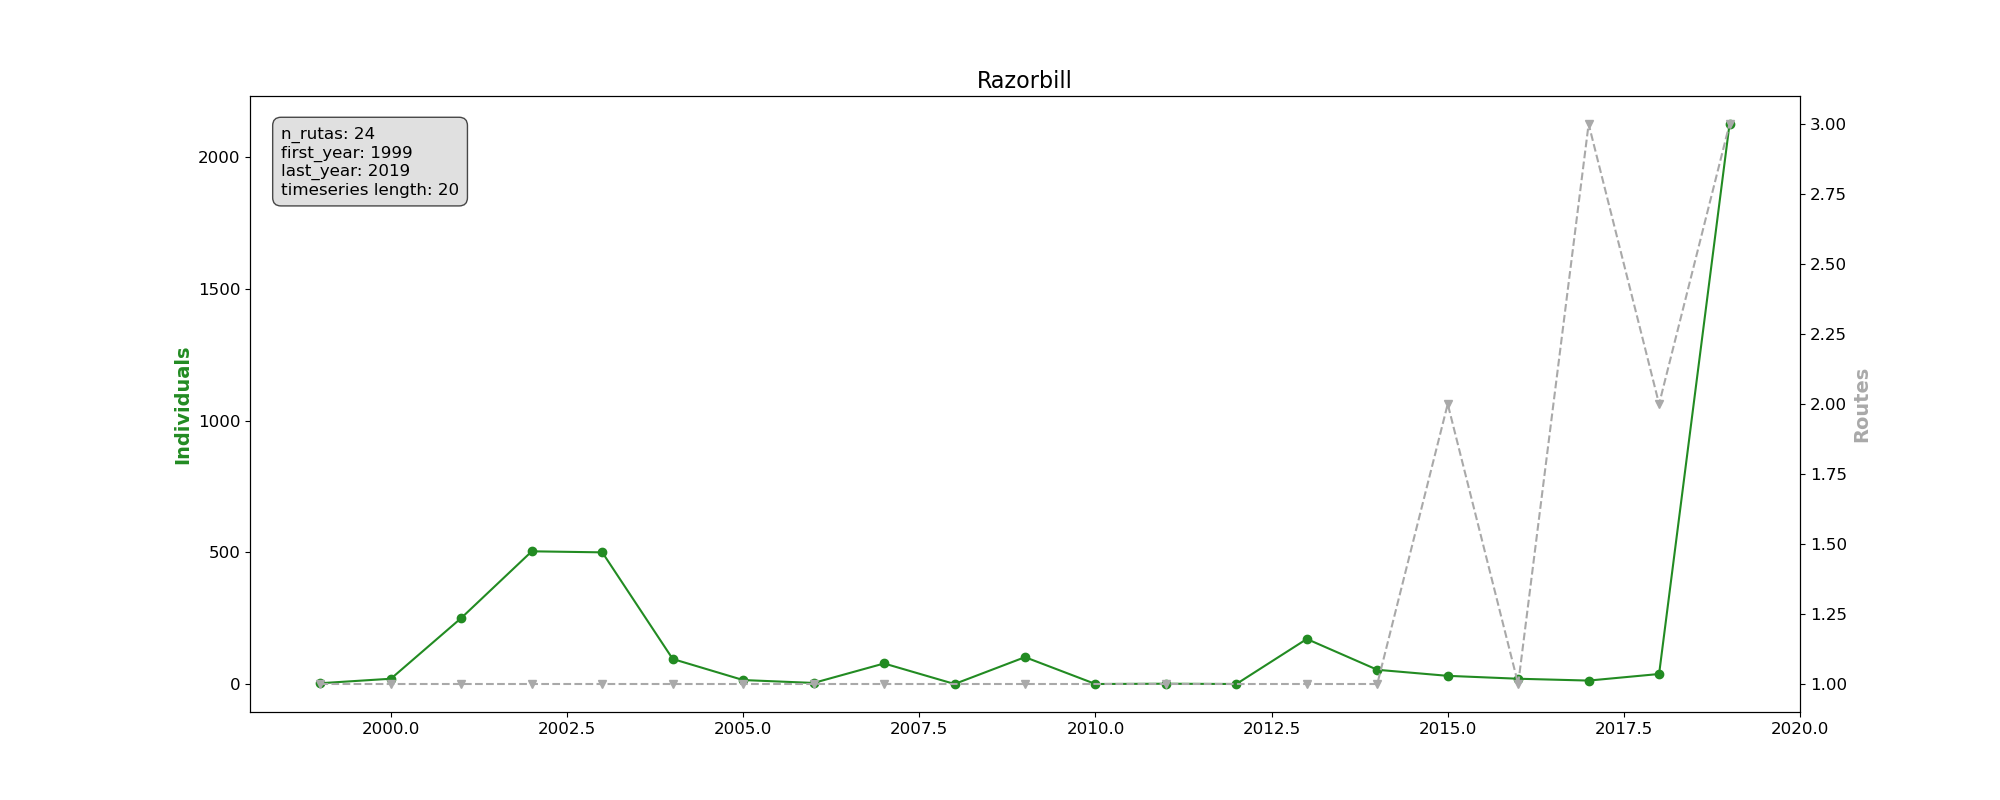 Razorbill
n_rutas: 24
first_year: 1999
last_year: 2019
timeseries length: 20
Individuals
2000
1500
1000
500
0
3.00
2.75
2.50
2.25
2.00
1.75
1.50
1.25
1.00
Routes
2000.0 2002.5 2005.0 2007.5 2010.0 2012.5 2015.0 2017.5 2020.0